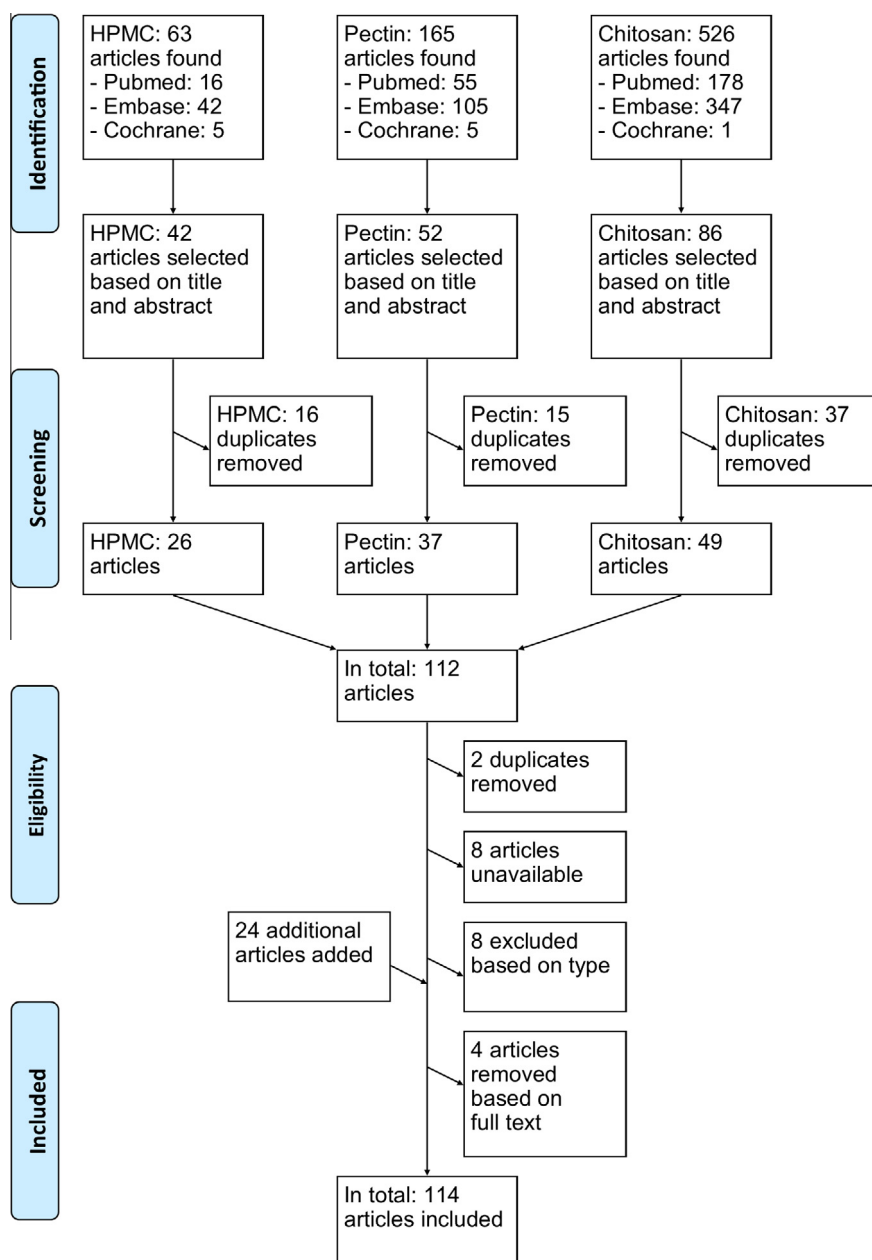 Identification
HPMC: 63
articles found
- Pubmed: 16
- Embase: 42
- Cochrane: 5
Pectin: 165
articles found
- Pubmed: 55
- Embase: 105
- Cochrane: 5
Chitosan: 526
articles found
- Pubmed: 178
- Embase: 347
- Cochrane: 1
HPMC: 42
articles selected
based on title
and abstract
Pectin: 52
articles selected
based on title
and abstract
Chitosan: 86
articles selected
based on title
and abstract
Screening
HPMC: 16
duplicates
removed
Pectin: 15
duplicates
removed
Chitosan: 37
duplicates
removed
HPMC: 26
articles
Pectin: 37
articles
Chitosan: 49
articles
In total: 112
articles
Eligibility
2 duplicates
removed
8 articles
unavailable
24 additional
articles added
8 excluded
based on type
Included
4 articles
removed
based on
full text
In total: 114
articles included